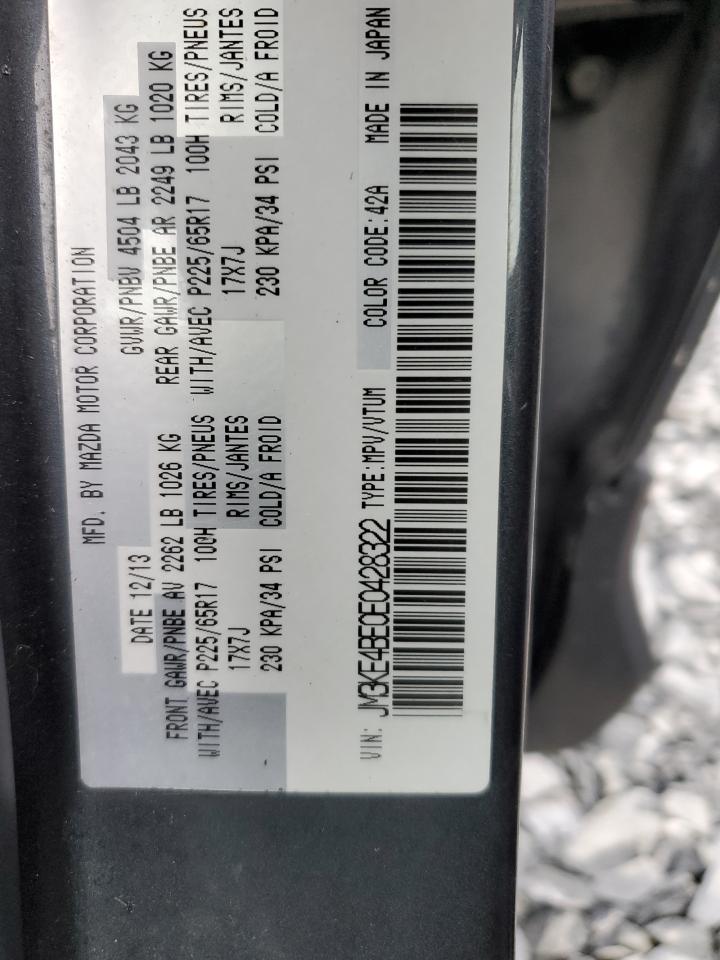 MFD. BY MAZDA MOTOR CORPORATION
DATE 12/13 GVWR/PNBV 4504 LB 2043 KG
FRONT GAWR/PNBE AV 2262 LB 1026 KG REAR GAWR/PNBE AR 2249 LB 1020 KG
WITH/AVEC P225/65R17 100H TIRES/PNEUS WITH/AVEC P225/65R17 100H TIRES/PNEUS
17X7J RIMS/JANTES 17X7J RIMS/JANTES
230 KPA/34 PSI COLD/A FROID 230 KPA/34 PSI COLD/A FROID
VIN: JM3KE4BE0E0428322 TYPE:MPV/VTUM COLOR CODE:42A MADE IN JAPAN